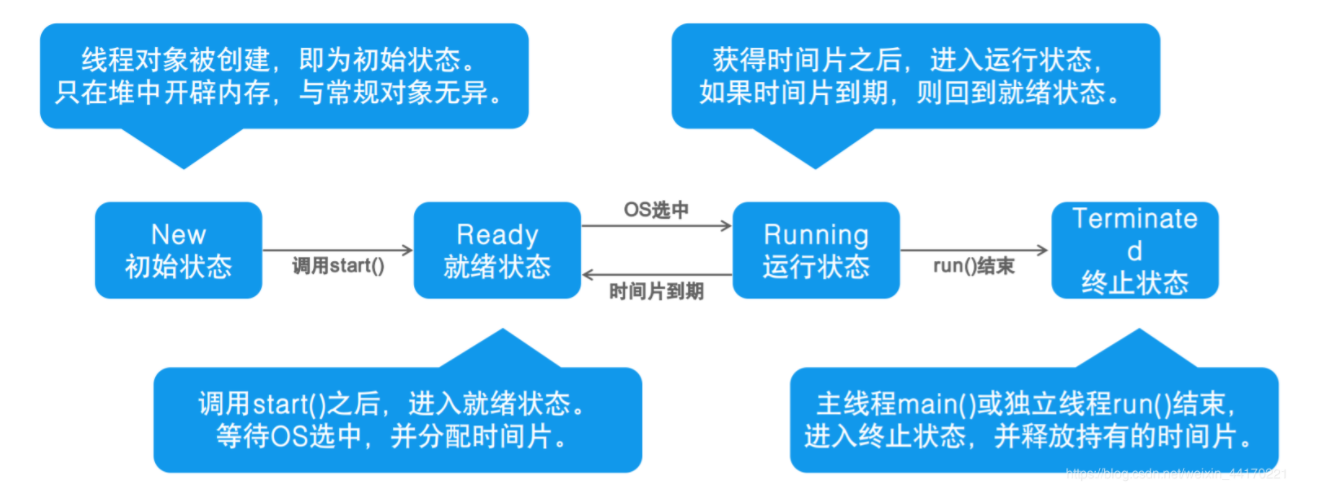 线程对象被创建，即为初始状态。
只在堆中开辟内存，与常规对象无异。
获得时间片之后，进入运行状态，
如果时间片到期，则回到就绪状态。
New
初始状态
调用start()
Ready
就绪状态
OS选中
时间片到期
Running
运行状态
run()结束
Terminate
d
终止状态
调用start()之后，进入就绪状态。
等待OS选中，并分配时间片。
主线程main()或独立线程run()结束，
进入终止状态，并释放持有的时间片。
https://blog.csdn.net/weixin_44170221